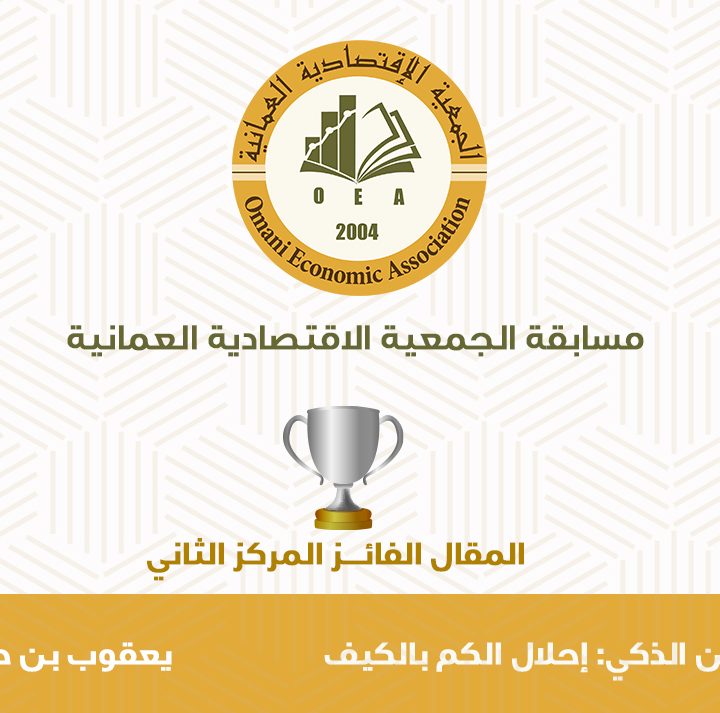 الجمعية الإقتصادية العمانية
O E A
2004
Omani Economic Association
مسابقة الجمعية الاقتصادية العمانية
المقال الفائـــز المركز الثاني
الذكي: إحلال الكم بالكيف
يعقوب بن